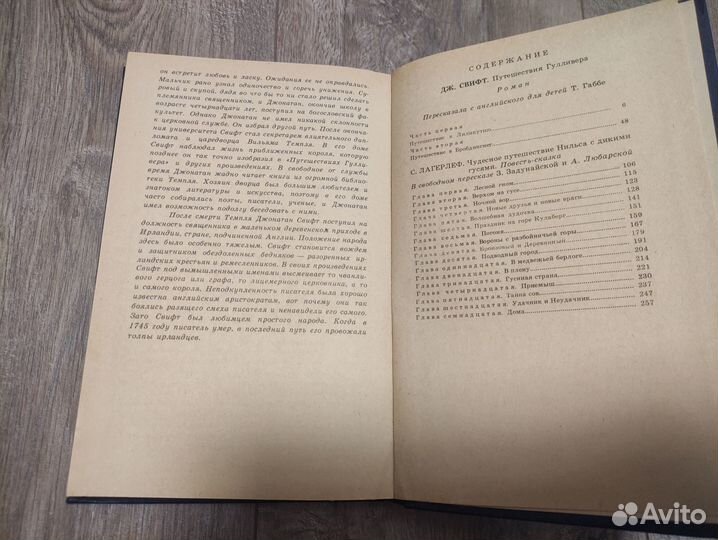 он встретит любовь и ласку. Ожидания ее не оправдались.
Мальчик рано узнал одиночество и горечь унижения. Су-
ровый и скупой, дядя во что бы то ни стало решил сделать
племянника священником, и Джонатан, окончив школу в
возрасте четырнадцати лет, поступил на богословский фа-
культет. Однако Джонатан не имел никакой склонности
к церковной службе. Он избрал другой путь. После оконча-
ния университета Свифт стал секретарем влиятельного дип-
ломата и царедворца Вильяма Темпля. В его доме
Свифт наблюдал жизнь приближенных короля, которую
позднее он так точно изобразил в «Путешествиях Гулли-
вера» и других произведениях. В свободное от службы
время Джонатан жадно читает книги из огромной библио-
теки Темпля. Хозяин дворца был большим любителем и
знатоком литературы и искусства, поэтому в его доме
часто собирались поэты, писатели, ученые, и Джонатан
имел возможность подолгу беседовать с ними.
После смерти Темпля Джонатан Свифт поступил на
должность священника в маленьком деревенском приходе в
Ирландии, стране, подчиненной Англии. Положение народа
здесь было особенно тяжелым. Свифт становится вождем
и защитником обездоленных бедняков — разоренных ир-
ландских крестьян и ремесленников. В своих произведениях
Свифт под вымышленными именами высмеивает то чванли-
вого герцога или графа, то лицемерного церковника, а то
и самого короля. Неподкупленность писателя была хорошо
известна английским аристократам, вот почему они так
боялись разящего смеха писателя и ненавидели его самого.
Зато Свифт был любимцем простого народа. Когда в
1745 году писатель умер, в последний путь его провожали
толпы ирландцев.
СОДЕРЖАНИЕ
ДЖ. СВИФТ. Путешествия Гулливера
Роман
Пересказала с английского для детей Т. Габбе
Часть первая
Путешествие в Лилипутию 6
Часть вторая
Путешествие в Бробдингнег 48
С. ЛАГЕРЛЕФ. Чудесное путешествие Нильса с дикими
гусями. Повесть-сказка
В свободном пересказе З. Задунайской и А. Любарской
Глава первая. Лесной гном 106
Глава вторая. Верхом на гусе 115
Глава третья. Ночной вор 123
Глава четвертая. Новые друзья и новые враги 128
Глава пятая. Волшебная дудочка 141
Глава шестая. Праздник на горе Кулаберг 151
Глава седьмая. Погоня 159
Глава восьмая. Вороны с разбойничьей горы 167
Глава девятая. Бронзовый и Деревянный 179
Глава десятая. Подводный город 191
Глава одиннадцатая. В медвежьей берлоге 204
Глава двенадцатая. В плену 214
Глава тринадцатая. Гусиная страна 221
Глава четырнадцатая. Приемыш 230
Глава пятнадцатая. Тайна сов 237
Глава шестнадцатая. Удачник и Неудачник 247
Глава семнадцатая. Дома 257
Avito